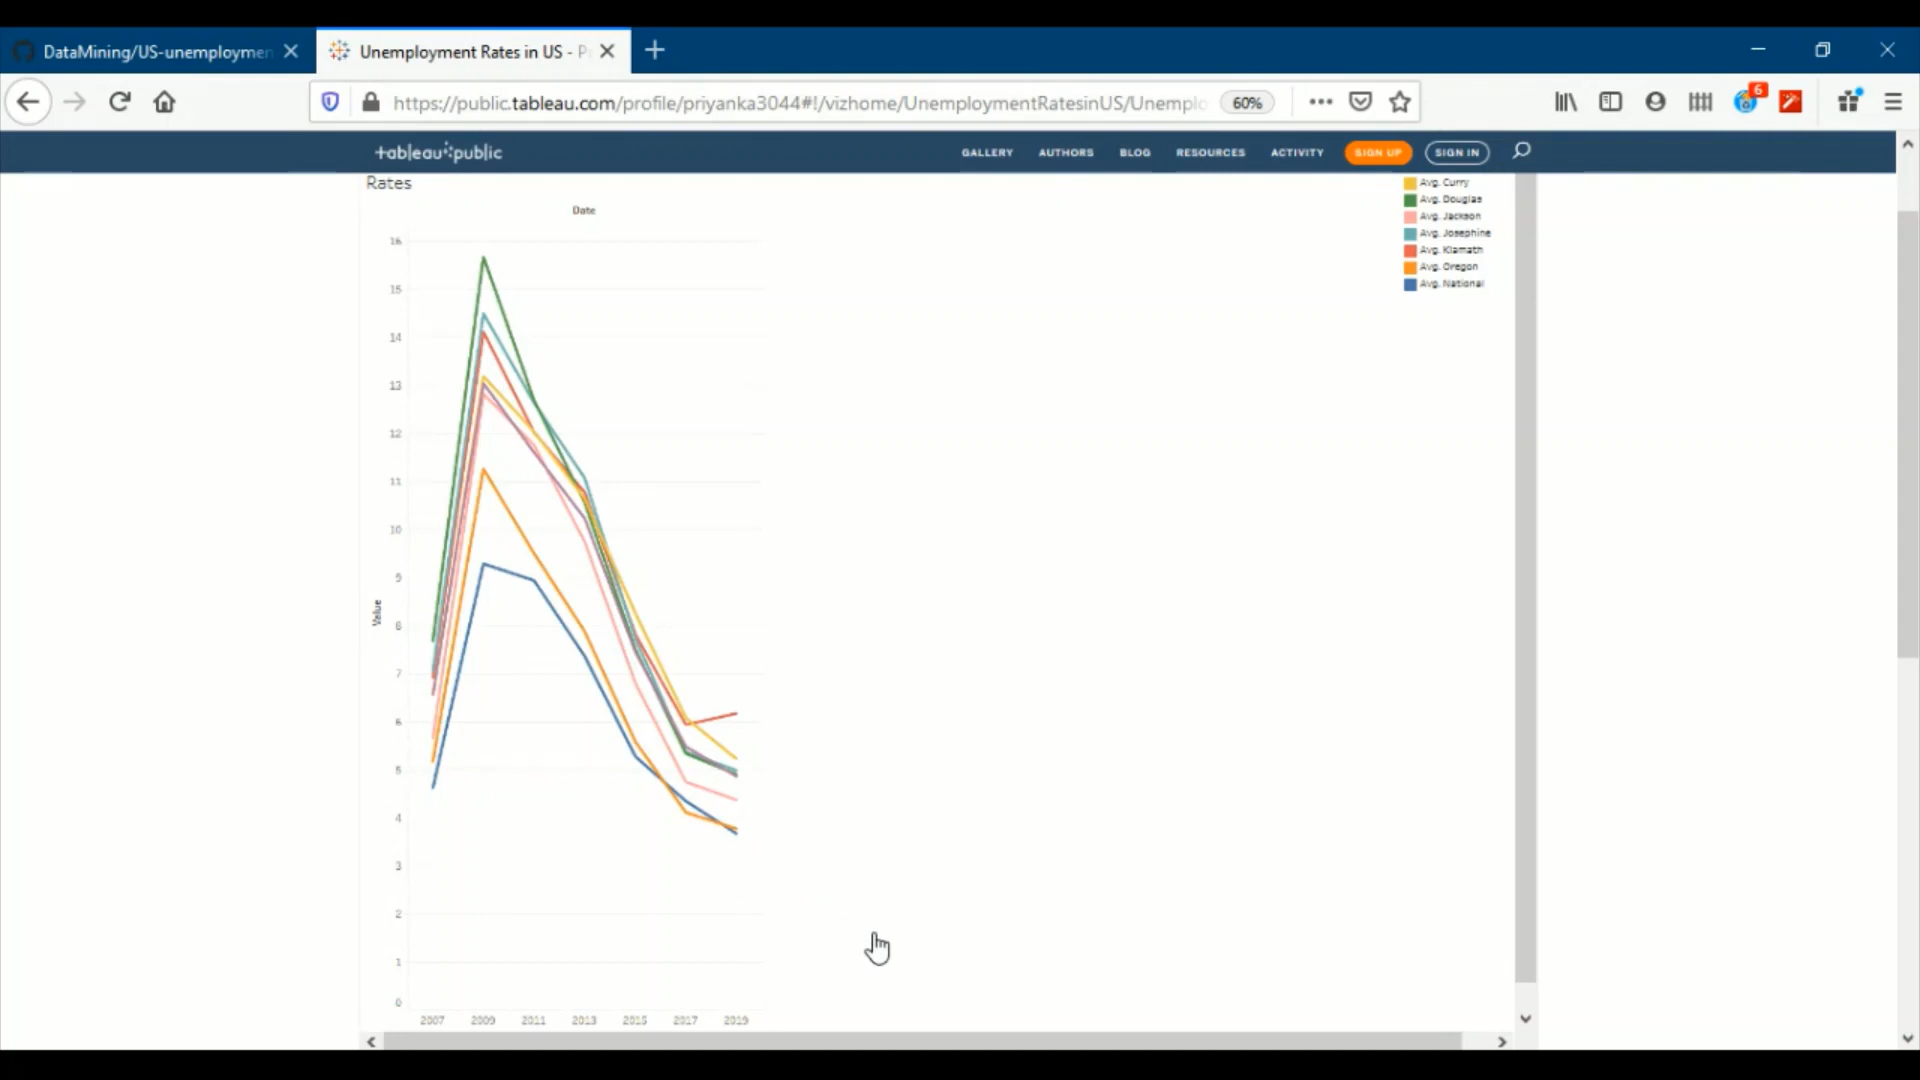 DataMining/US-unemploymen
Unemployment Rates in US - P
https://public.tableau.com/profile/priyanka3044#!/vizhome/UnemploymentRatesinUS/Unemplo
60%
6
+ableau public
GALLERY
AUTHORS
BLOG
RESOURCES
ACTIVITY
SIGN UP
SIGN IN
Rates
Avg. Curry
Avg. Douglas
Avg. Jackson
Avg. Josephine
Avg. Klamath
Avg. Oregon
Avg. National
Date
16
15
14
13
12
11
10
9
8
7
6
5
4
3
2
1
0
Value
2007
2009
2011
2013
2015
2017
2019